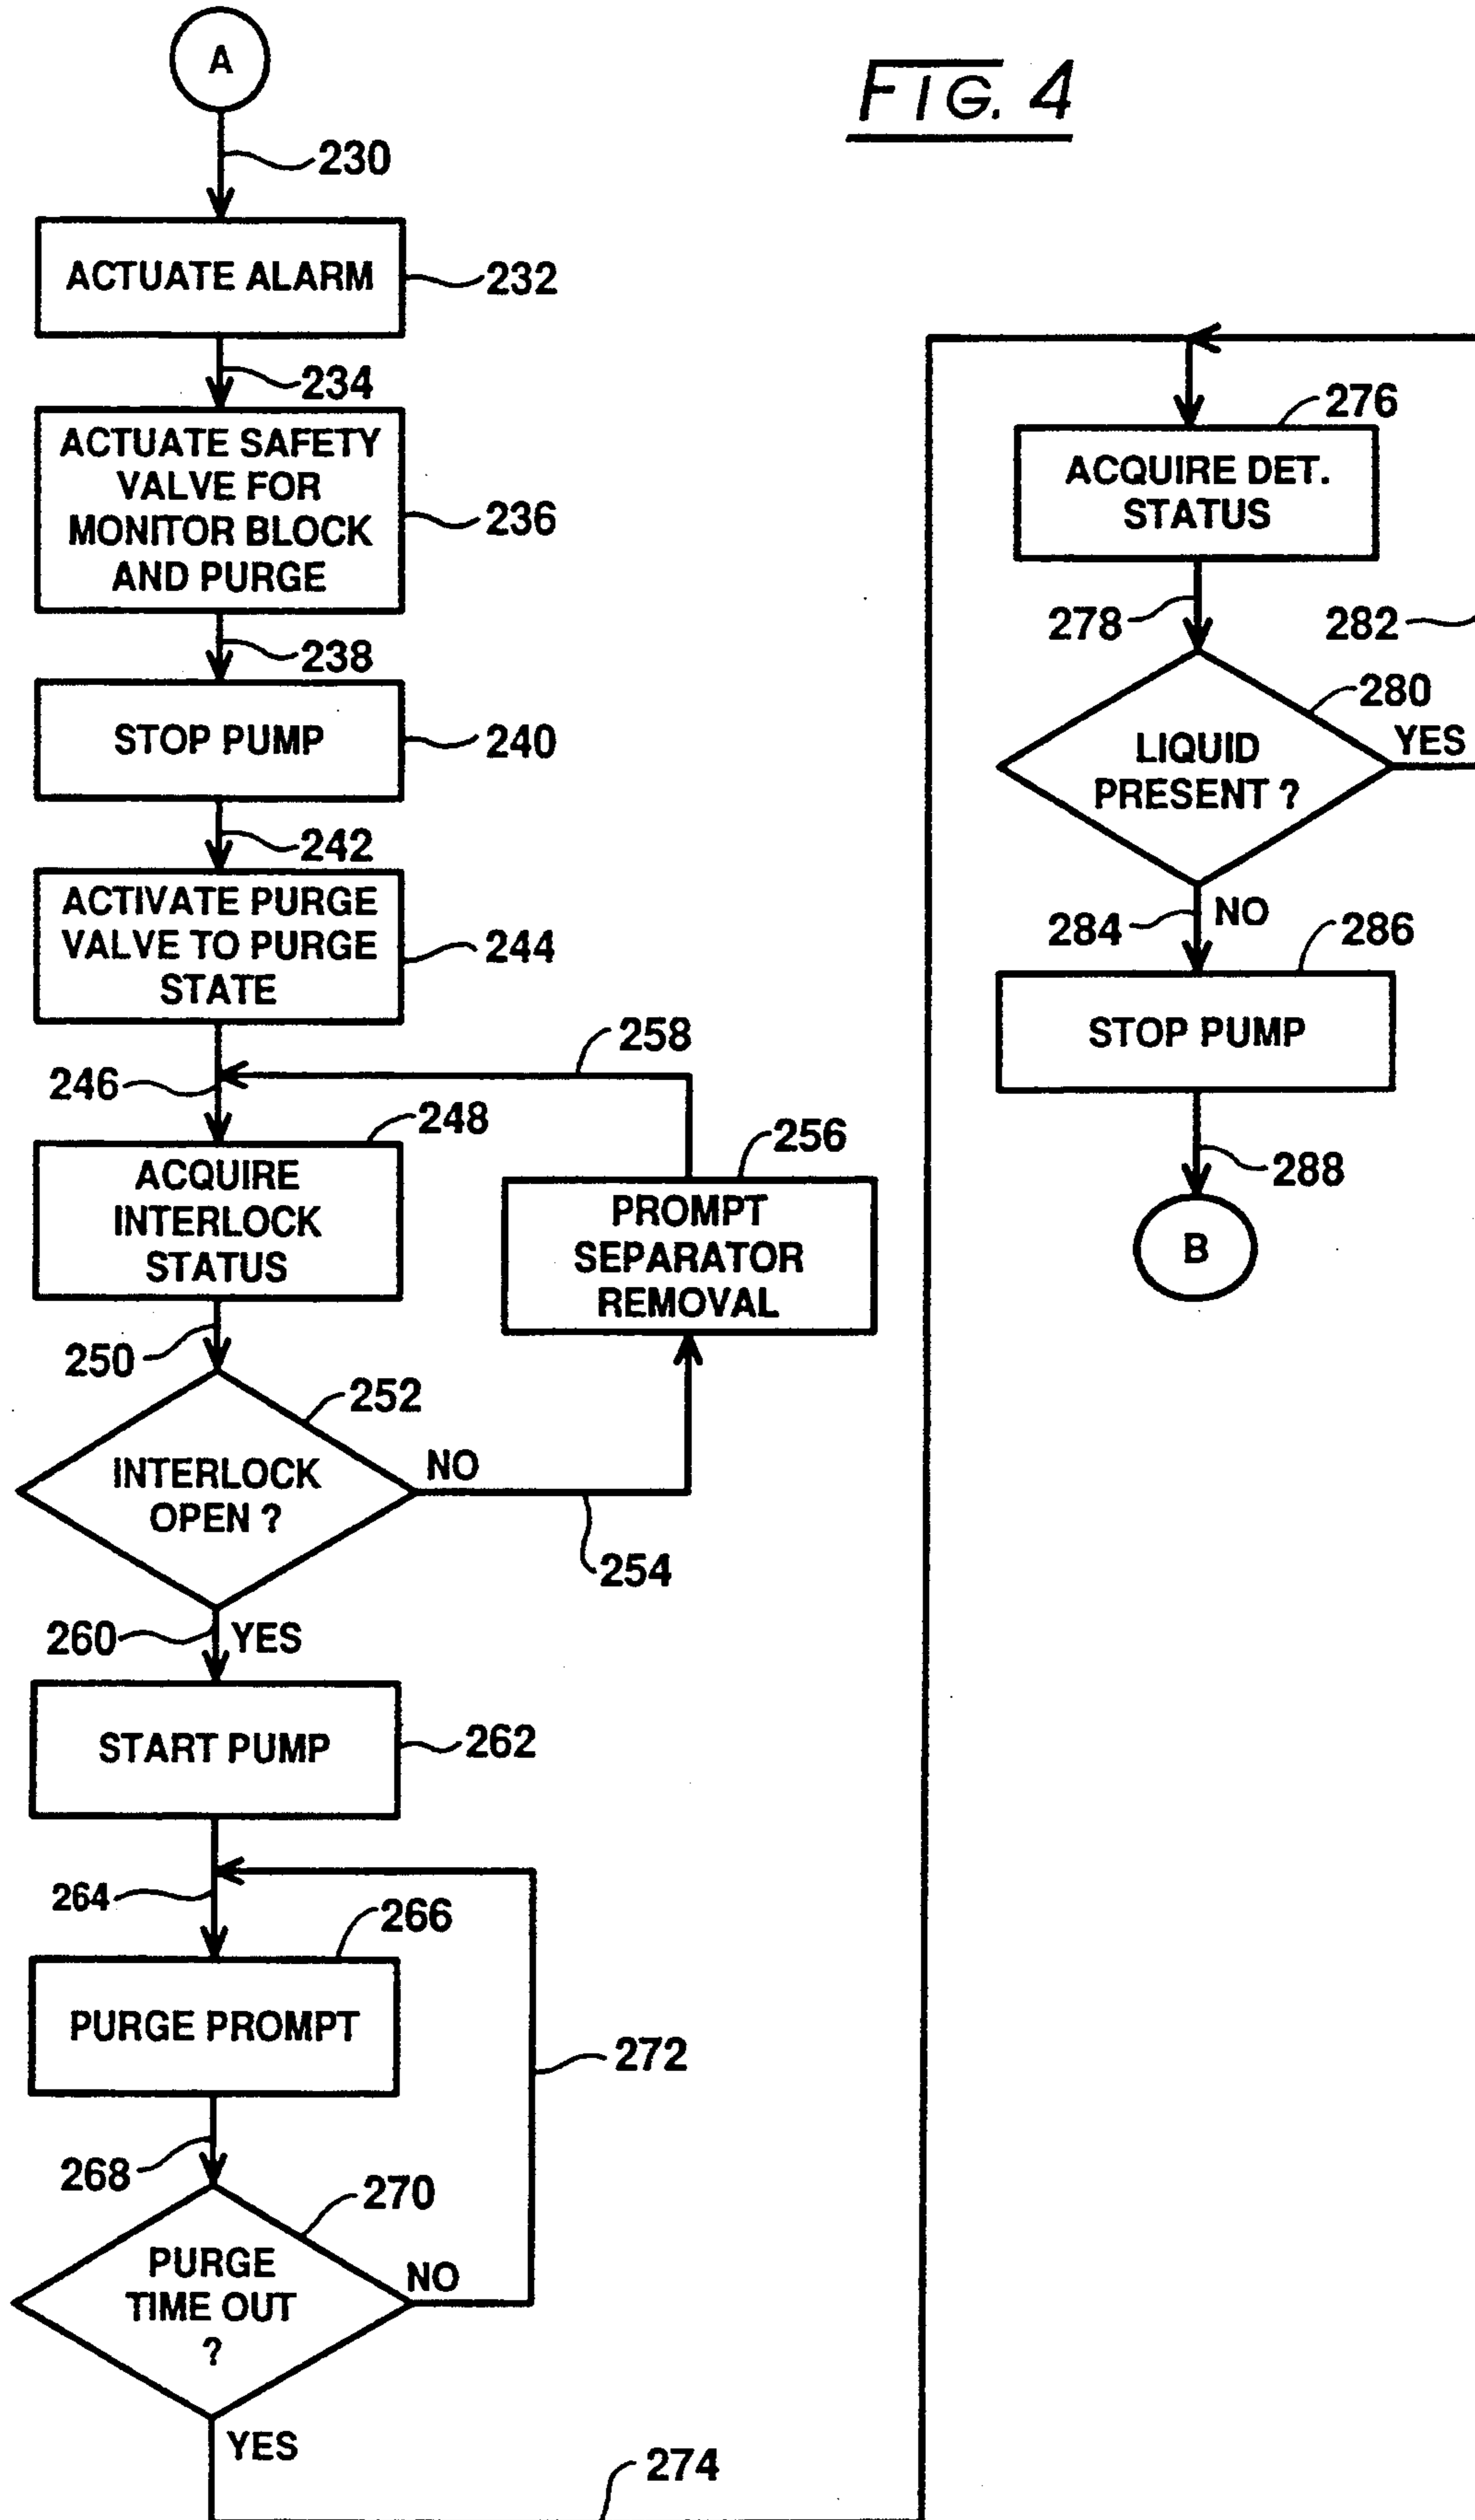 A
FIG. 4
230
ACTUATE ALARM
232
234
ACTUATE SAFETY
VALVE FOR
MONITOR BLOCK
AND PURGE
236
238
STOP PUMP
240
242
ACTIVATE PURGE
VALVE TO PURGE
STATE
244
246
258
248
ACQUIRE
INTERLOCK
STATUS
256
PROMPT
SEPARATOR
REMOVAL
250
252
INTERLOCK
OPEN ?
NO
254
260
YES
START PUMP
262
264
266
PURGE PROMPT
272
268
270
PURGE
TIME OUT
?
NO
YES
274
276
ACQUIRE DET.
STATUS
278
282
280
LIQUID
PRESENT ?
YES
284
NO
286
STOP PUMP
288
B